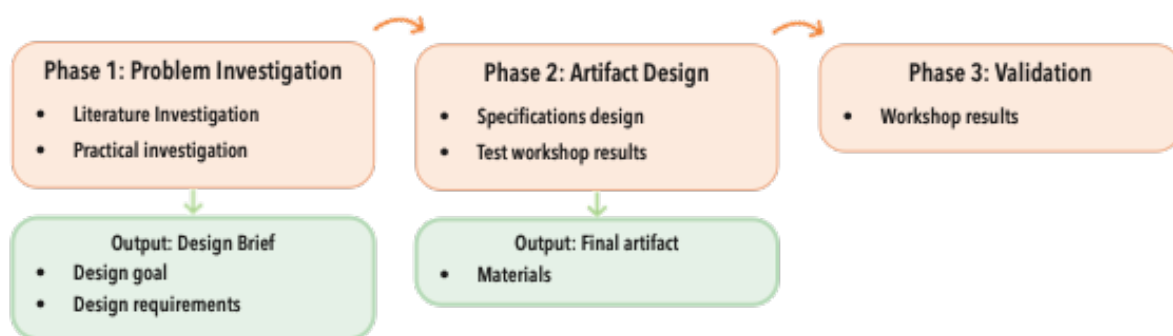 Phase 1: Problem Investigation
• Literature Investigation
• Practical investigation
Output: Design Brief
• Design goal
• Design requirements
Phase 2: Artifact Design
• Specifications design
• Test workshop results
Output: Final artifact
• Materials
Phase 3: Validation
• Workshop results